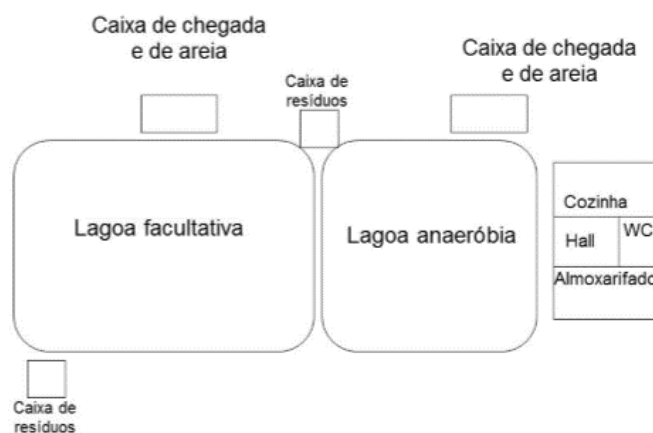 Caixa de chegada
e de areia
Caixa de chegada
e de areia
Caixa de
resíduos
Lagoa facultativa
Lagoa anaeróbia
Cozinha
Hall
WC
Almoxarifado
Caixa de
resíduos